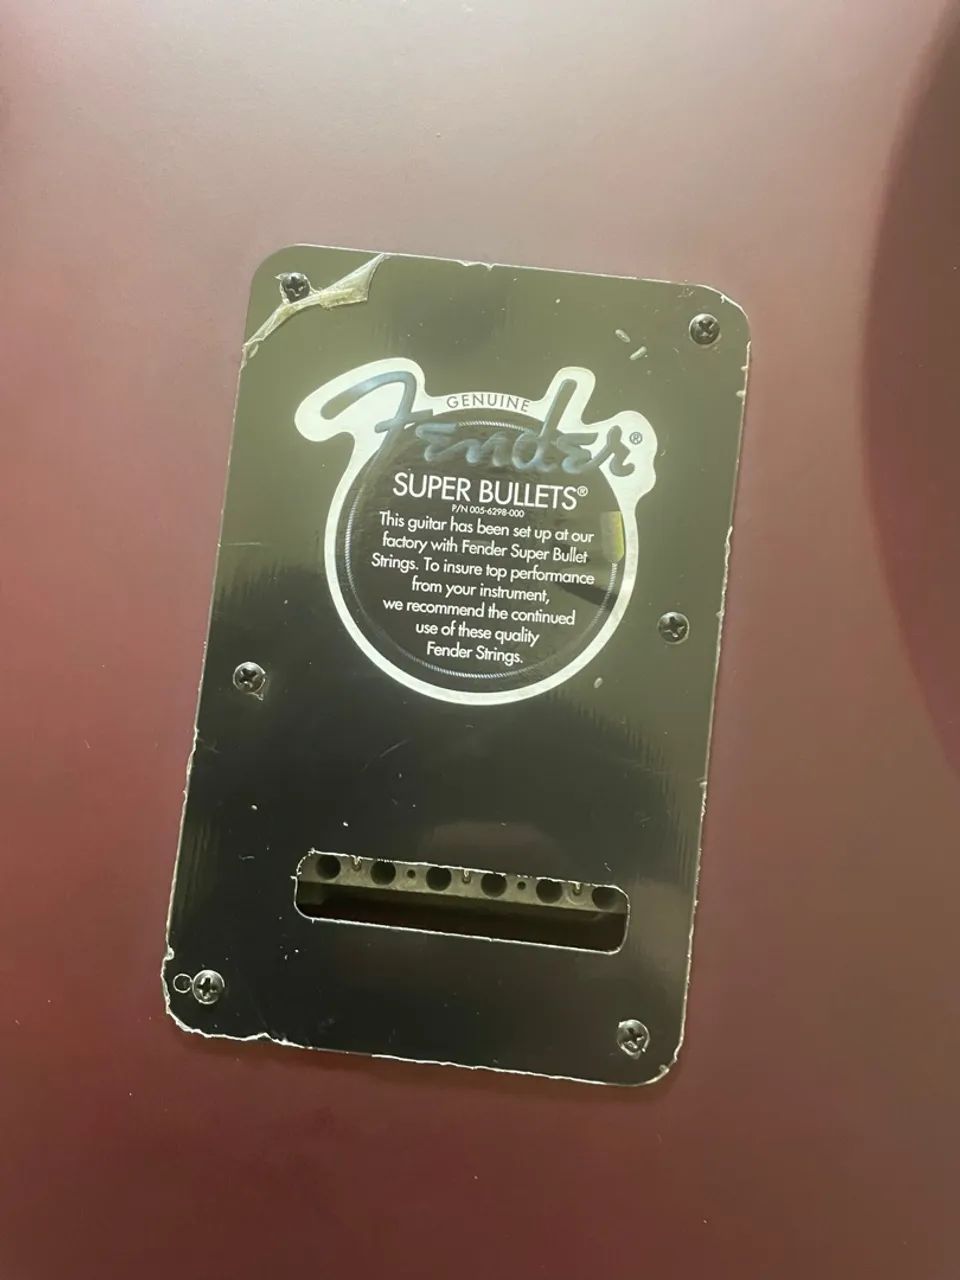 GENUINE
Fender®
SUPER BULLETS®
P/N 005-6298-000
This guitar has been set up at our
factory with Fender Super Bullet
Strings. To insure top performance
from your instrument,
we recommend the continued
use of these quality
Fender Strings.